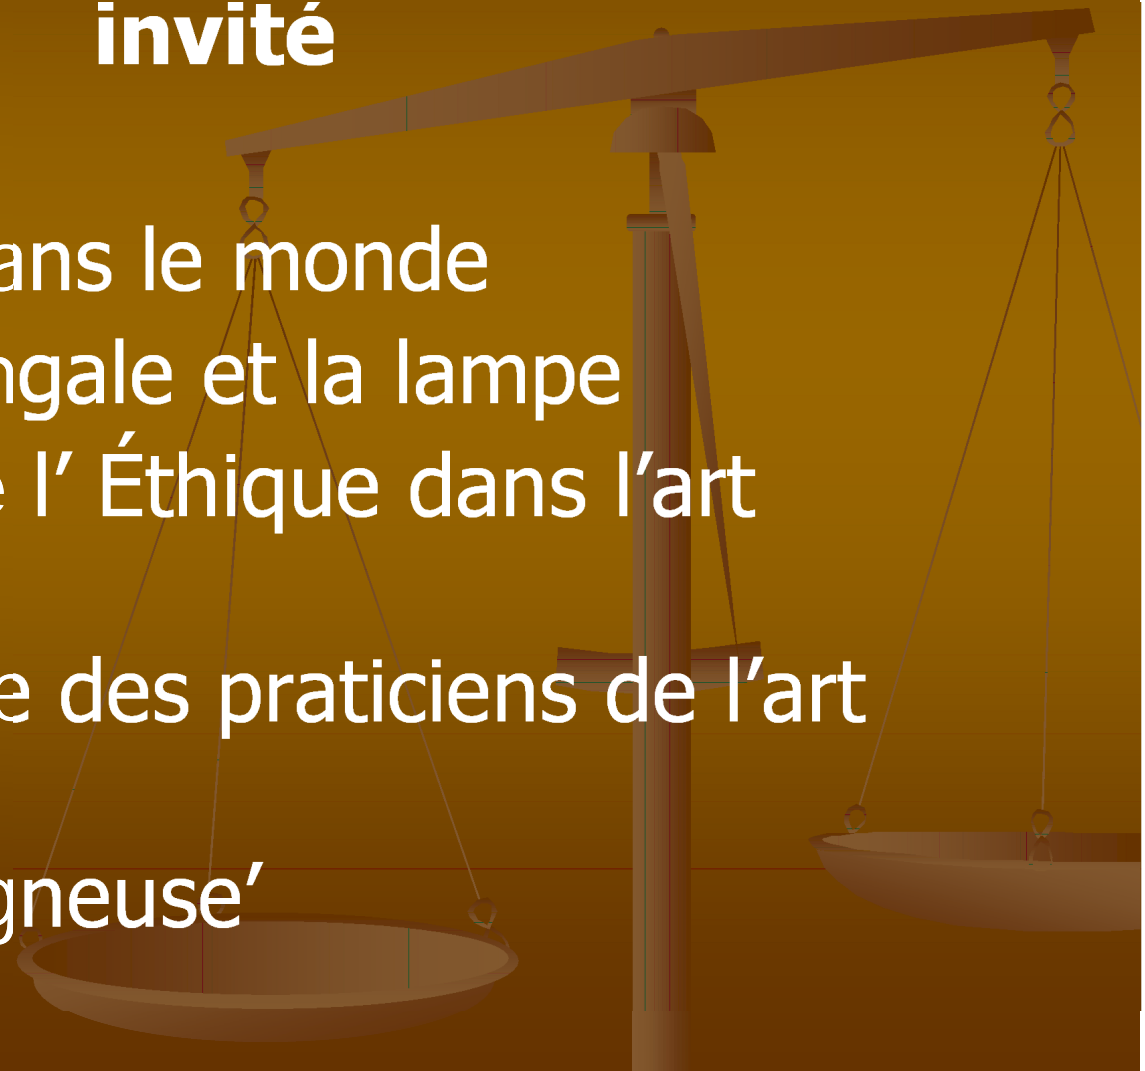 invité
ans le monde
ngale et la lampe
e l’ Éthique dans l’art
e des praticiens de l’art
gneuse’